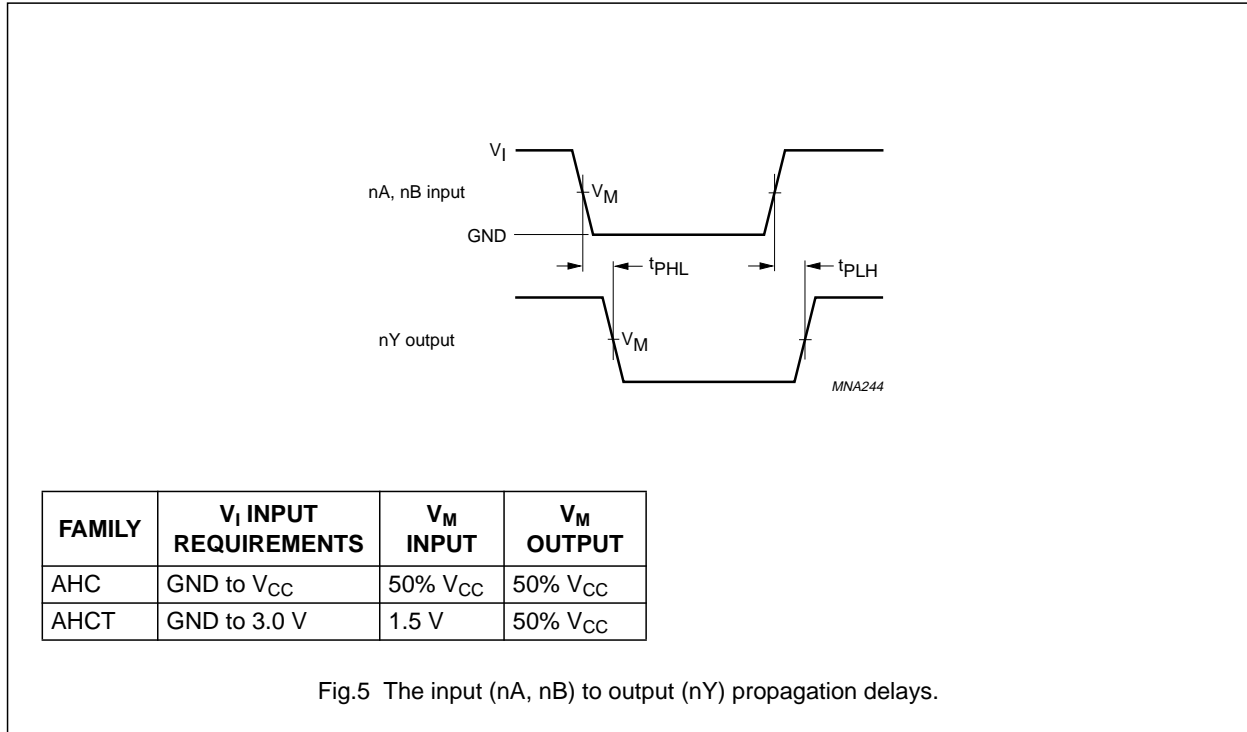 V_I
nA, nB input
V_M
GND
t_PHL
t_PLH
nY output
V_M
MNA244
FAMILY V_I INPUT REQUIREMENTS V_M INPUT V_M OUTPUT
AHC GND to V_CC 50% V_CC 50% V_CC
AHCT GND to 3.0 V 1.5 V 50% V_CC
Fig.5 The input (nA, nB) to output (nY) propagation delays.